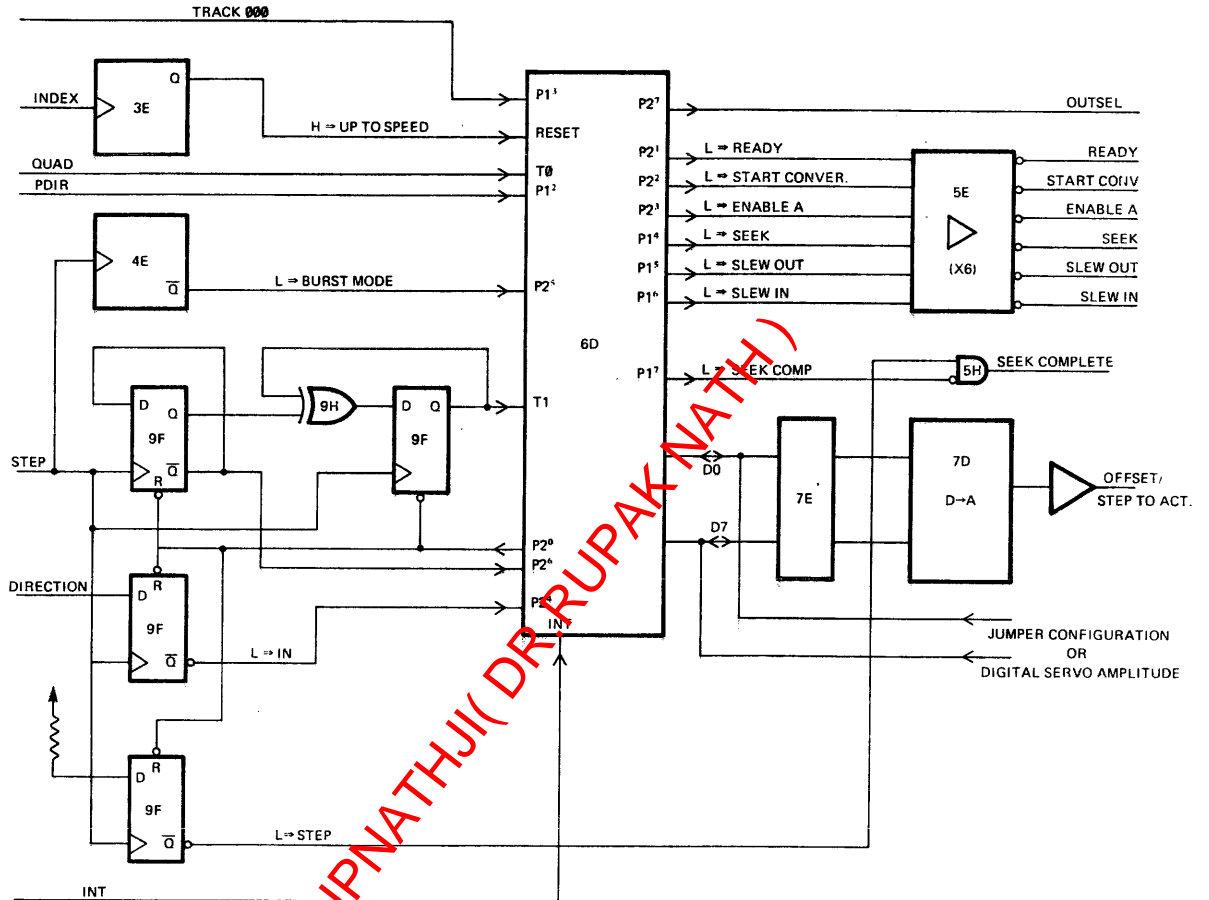 TRACK 000
INDEX
3E
Q
H ⇒ UP TO SPEED
QUAD
PDIR
4E
Q̅
L ⇒ BURST MODE
D
Q
9F
Q̅
R
STEP
9H
D
Q
9F
DIRECTION
R
D
9F
Q̅
L ⇒ IN
R
D
9F
Q̅
L ⇒ STEP
INT
P1³
RESET
T0
P1²
P2⁵
T1
P2⁰
P2⁶
P2⁴
INT
6D
P2⁷
P2¹
P2²
P2³
P1⁴
P1⁵
P1⁶
P1⁷
OUTSEL
L ⇒ READY
L ⇒ START CONVER.
L ⇒ ENABLE A
L ⇒ SEEK
L ⇒ SLEW OUT
L ⇒ SLEW IN
5E
(X6)
READY
START CONV
ENABLE A
SEEK
SLEW OUT
SLEW IN
L ⇒ SEEK COMP
5H
SEEK COMPLETE
D0
D7
7E
7D
D→A
OFFSET/
STEP TO ACT.
JUMPER CONFIGURATION
OR
DIGITAL SERVO AMPLITUDE
IPNATHJI( DR. RUPAK NATH )